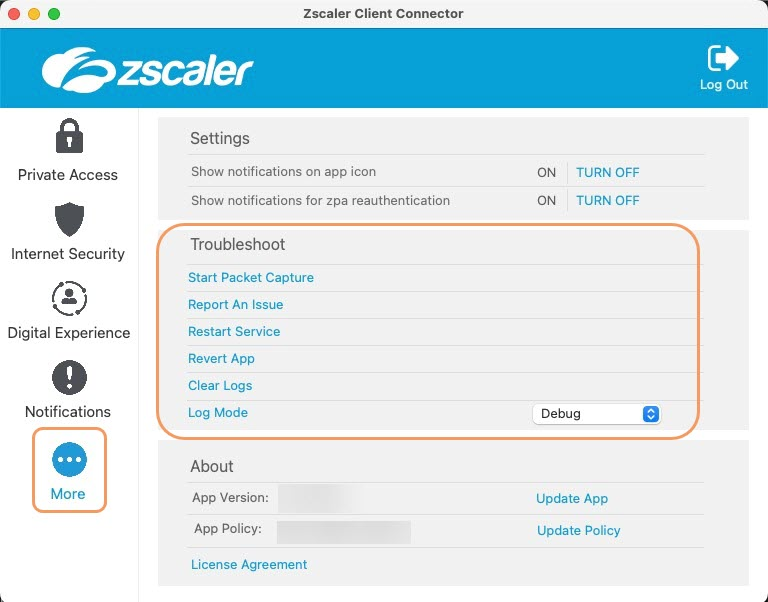 Zscaler Client Connector
zscaler
Log Out
Private Access
Internet Security
Digital Experience
Notifications
More
Settings
Show notifications on app icon ON TURN OFF
Show notifications for zpa reauthentication ON TURN OFF
Troubleshoot
Start Packet Capture
Report An Issue
Restart Service
Revert App
Clear Logs
Log Mode Debug
About
App Version: Update App
App Policy: Update Policy
License Agreement